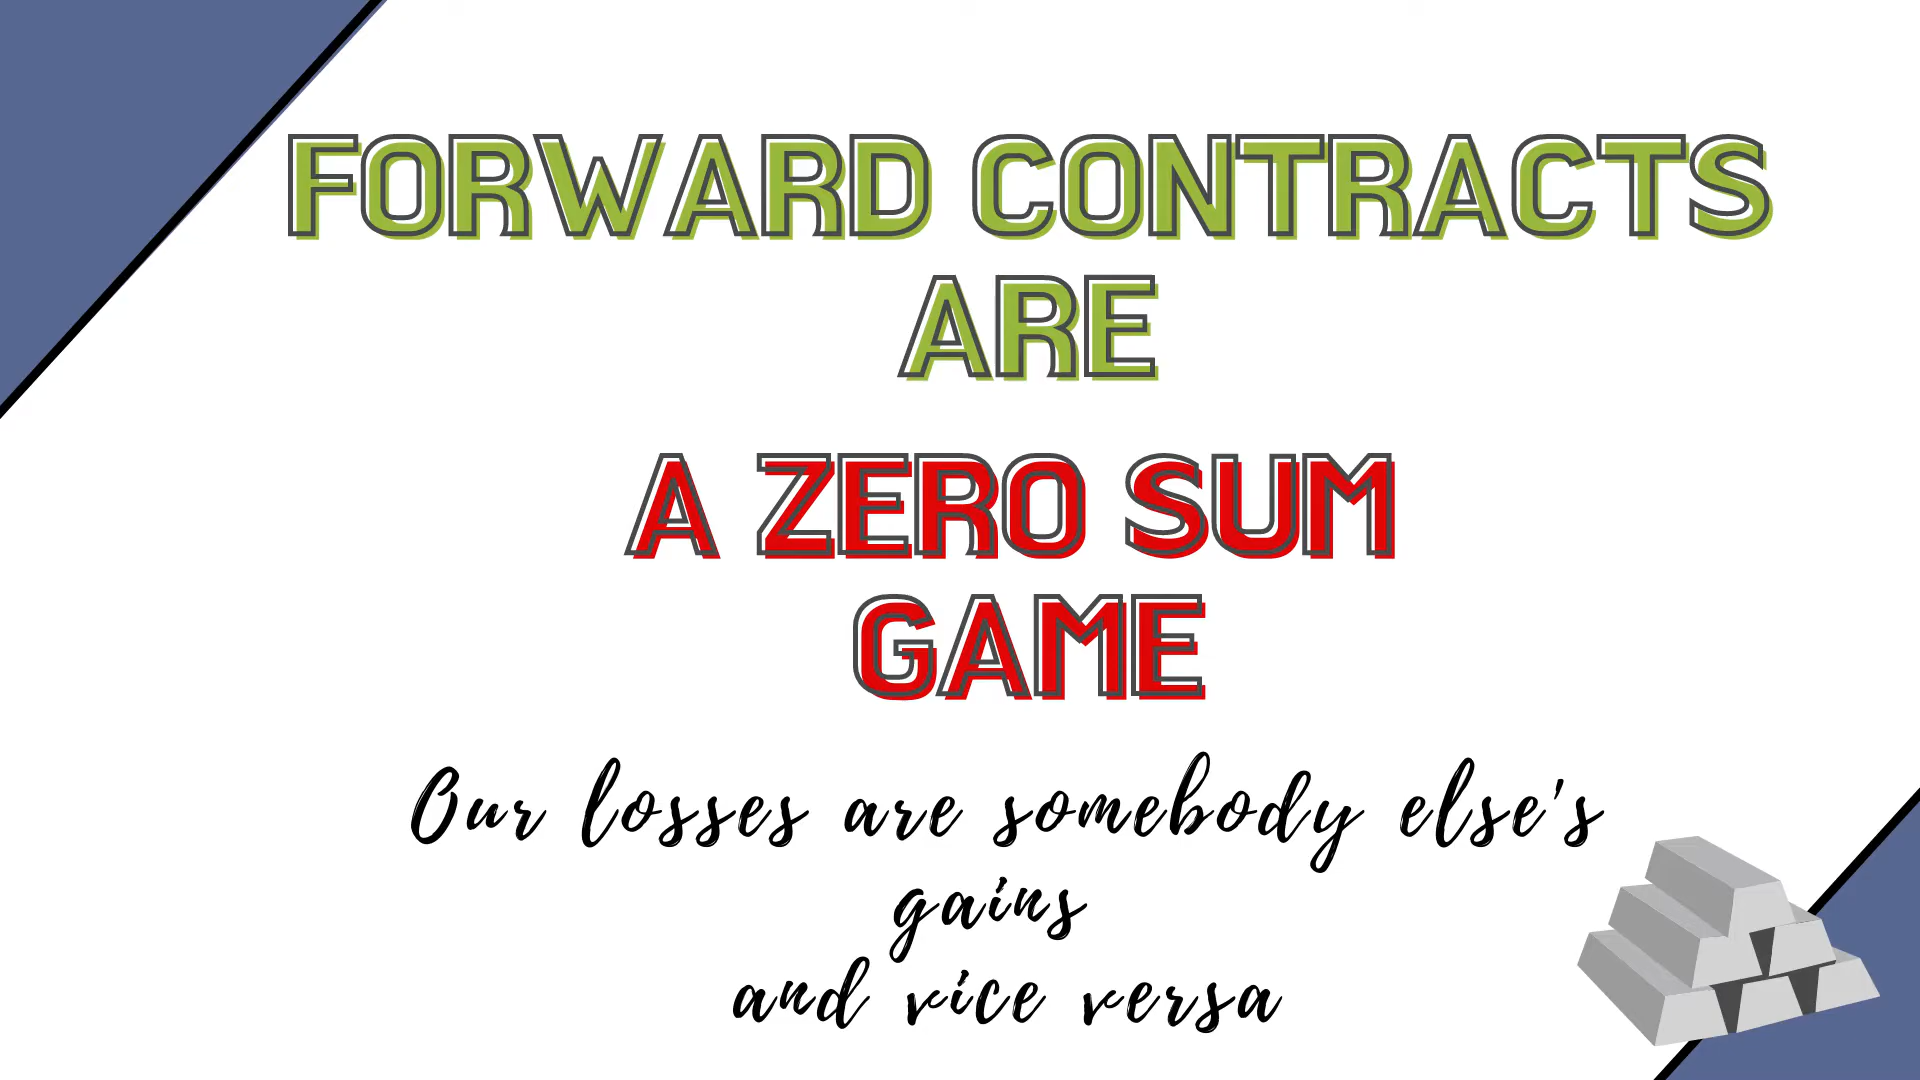 FORWARD CONTRACTS
ARE
A ZERO SUM
GAME
Our losses are somebody else's
gains
and vice versa